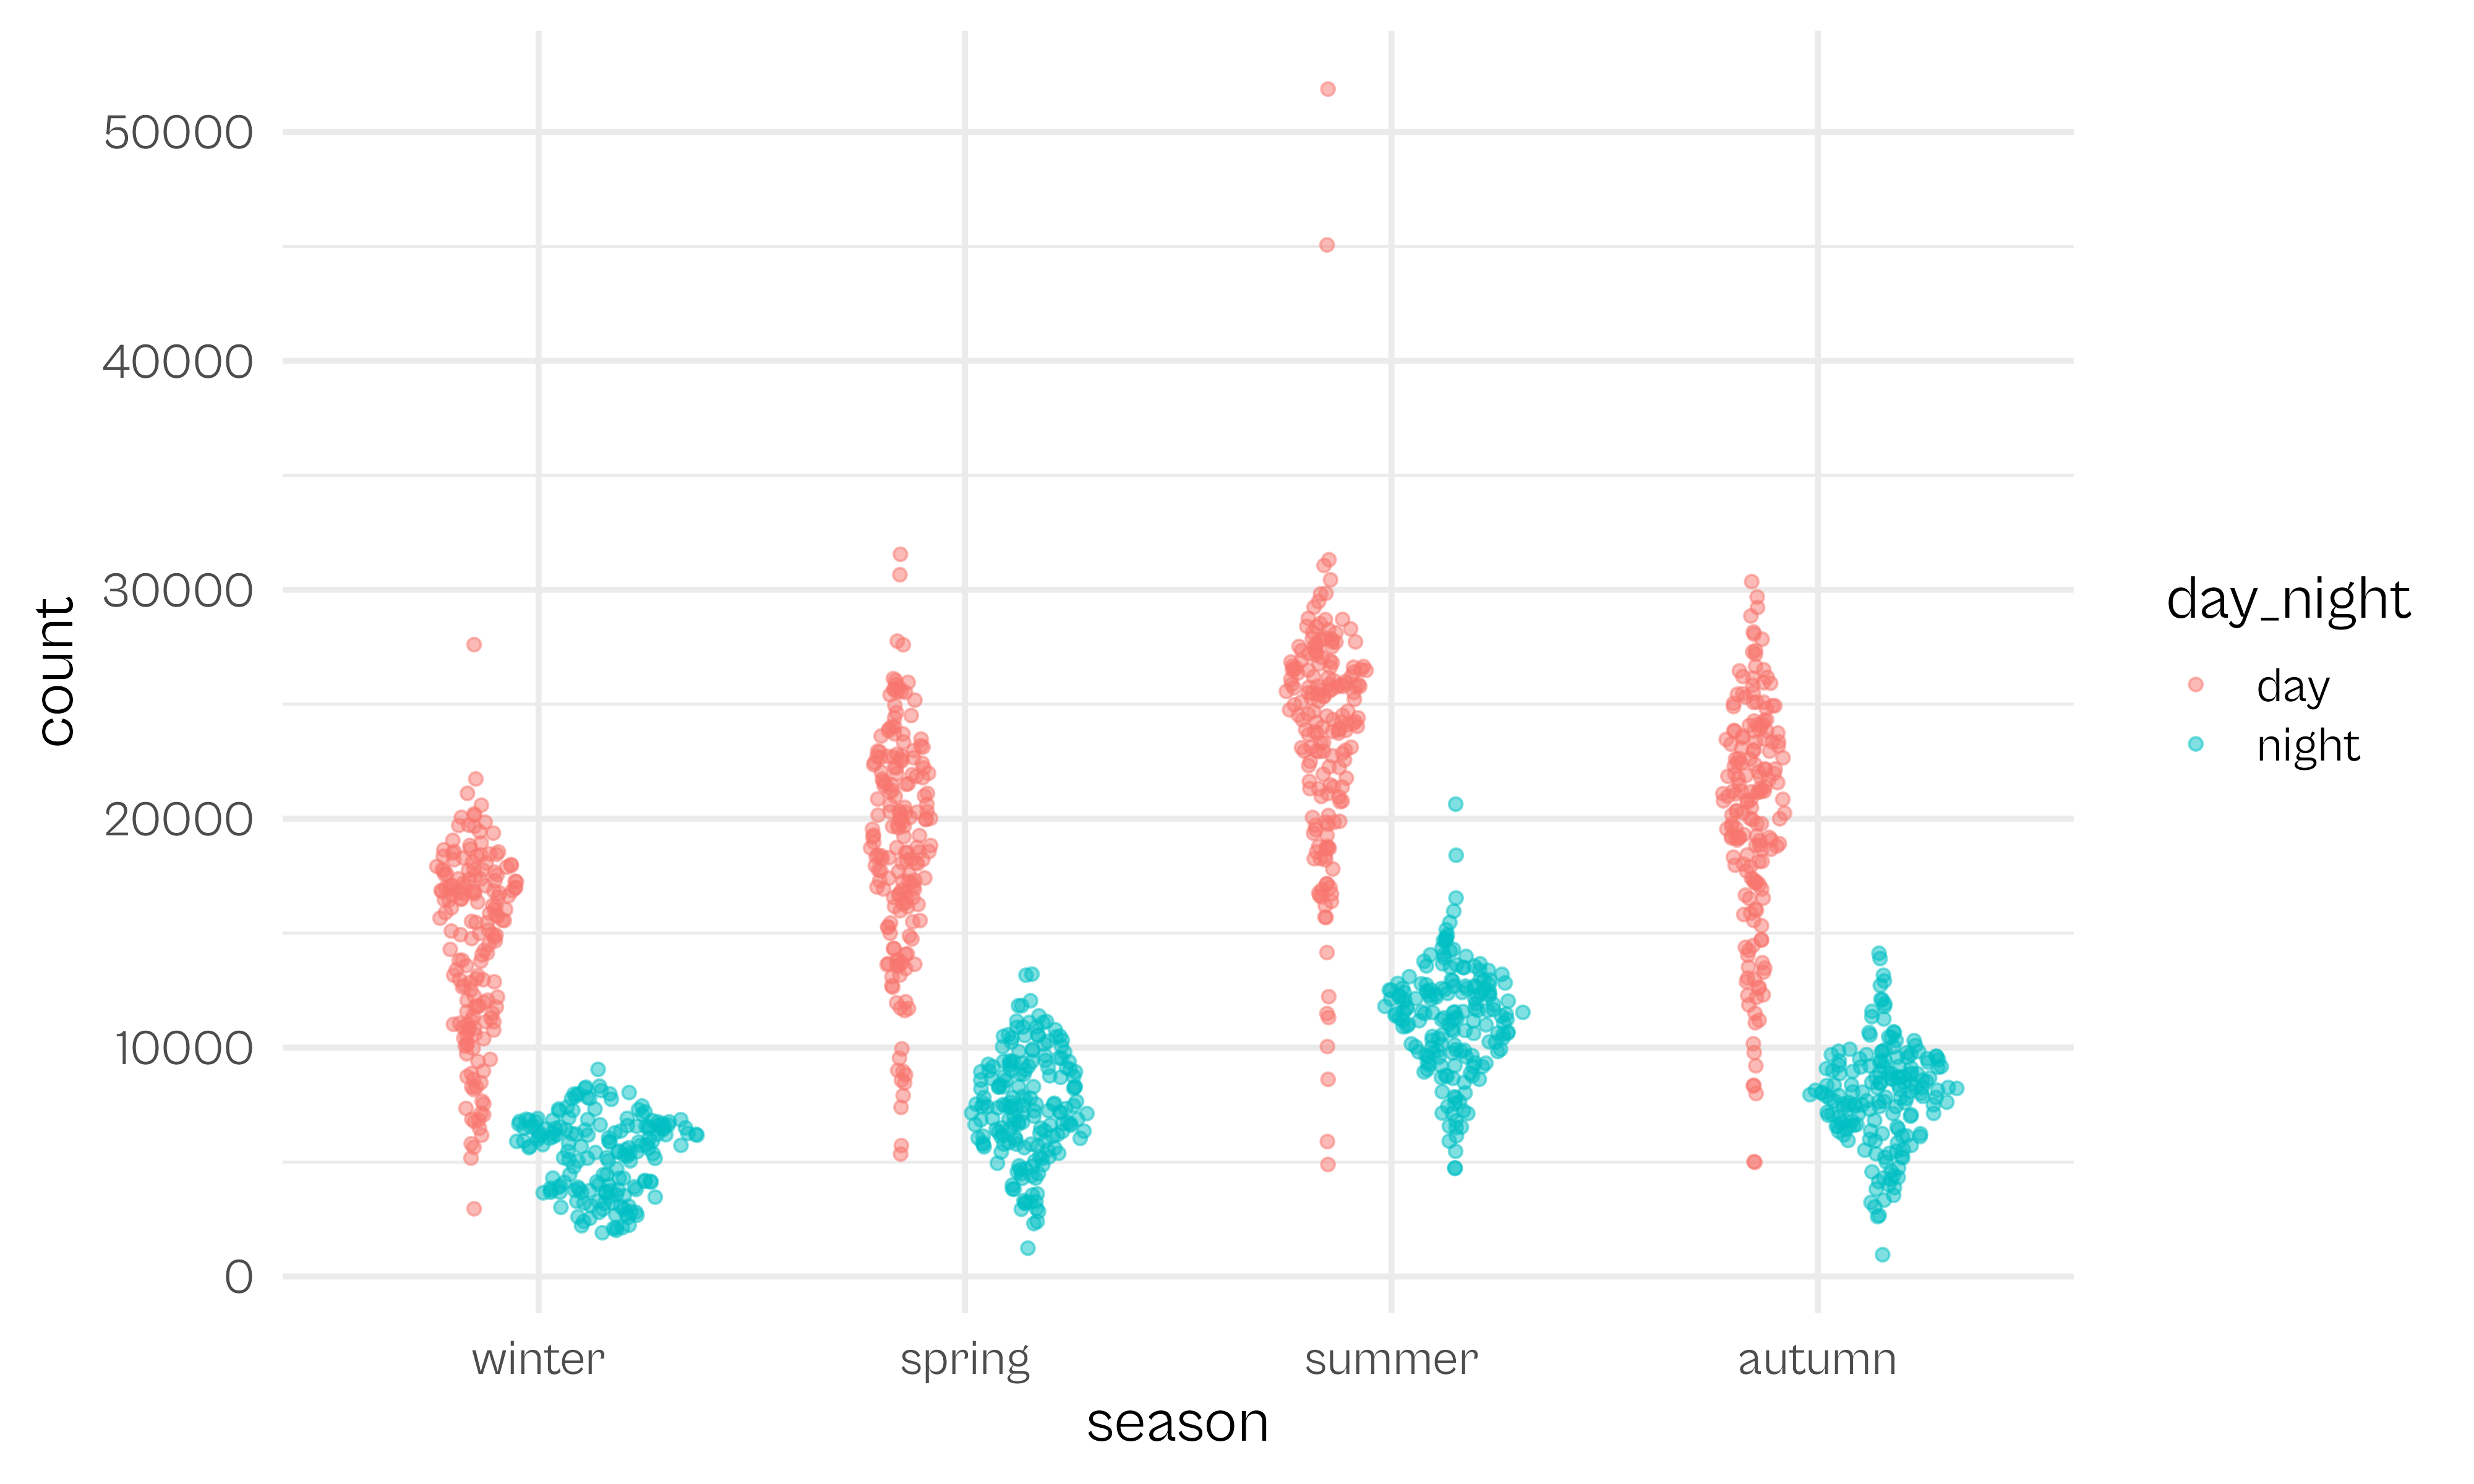 50000
40000
30000
20000
10000
0
count
winter spring summer autumn
season
day_night
day
night